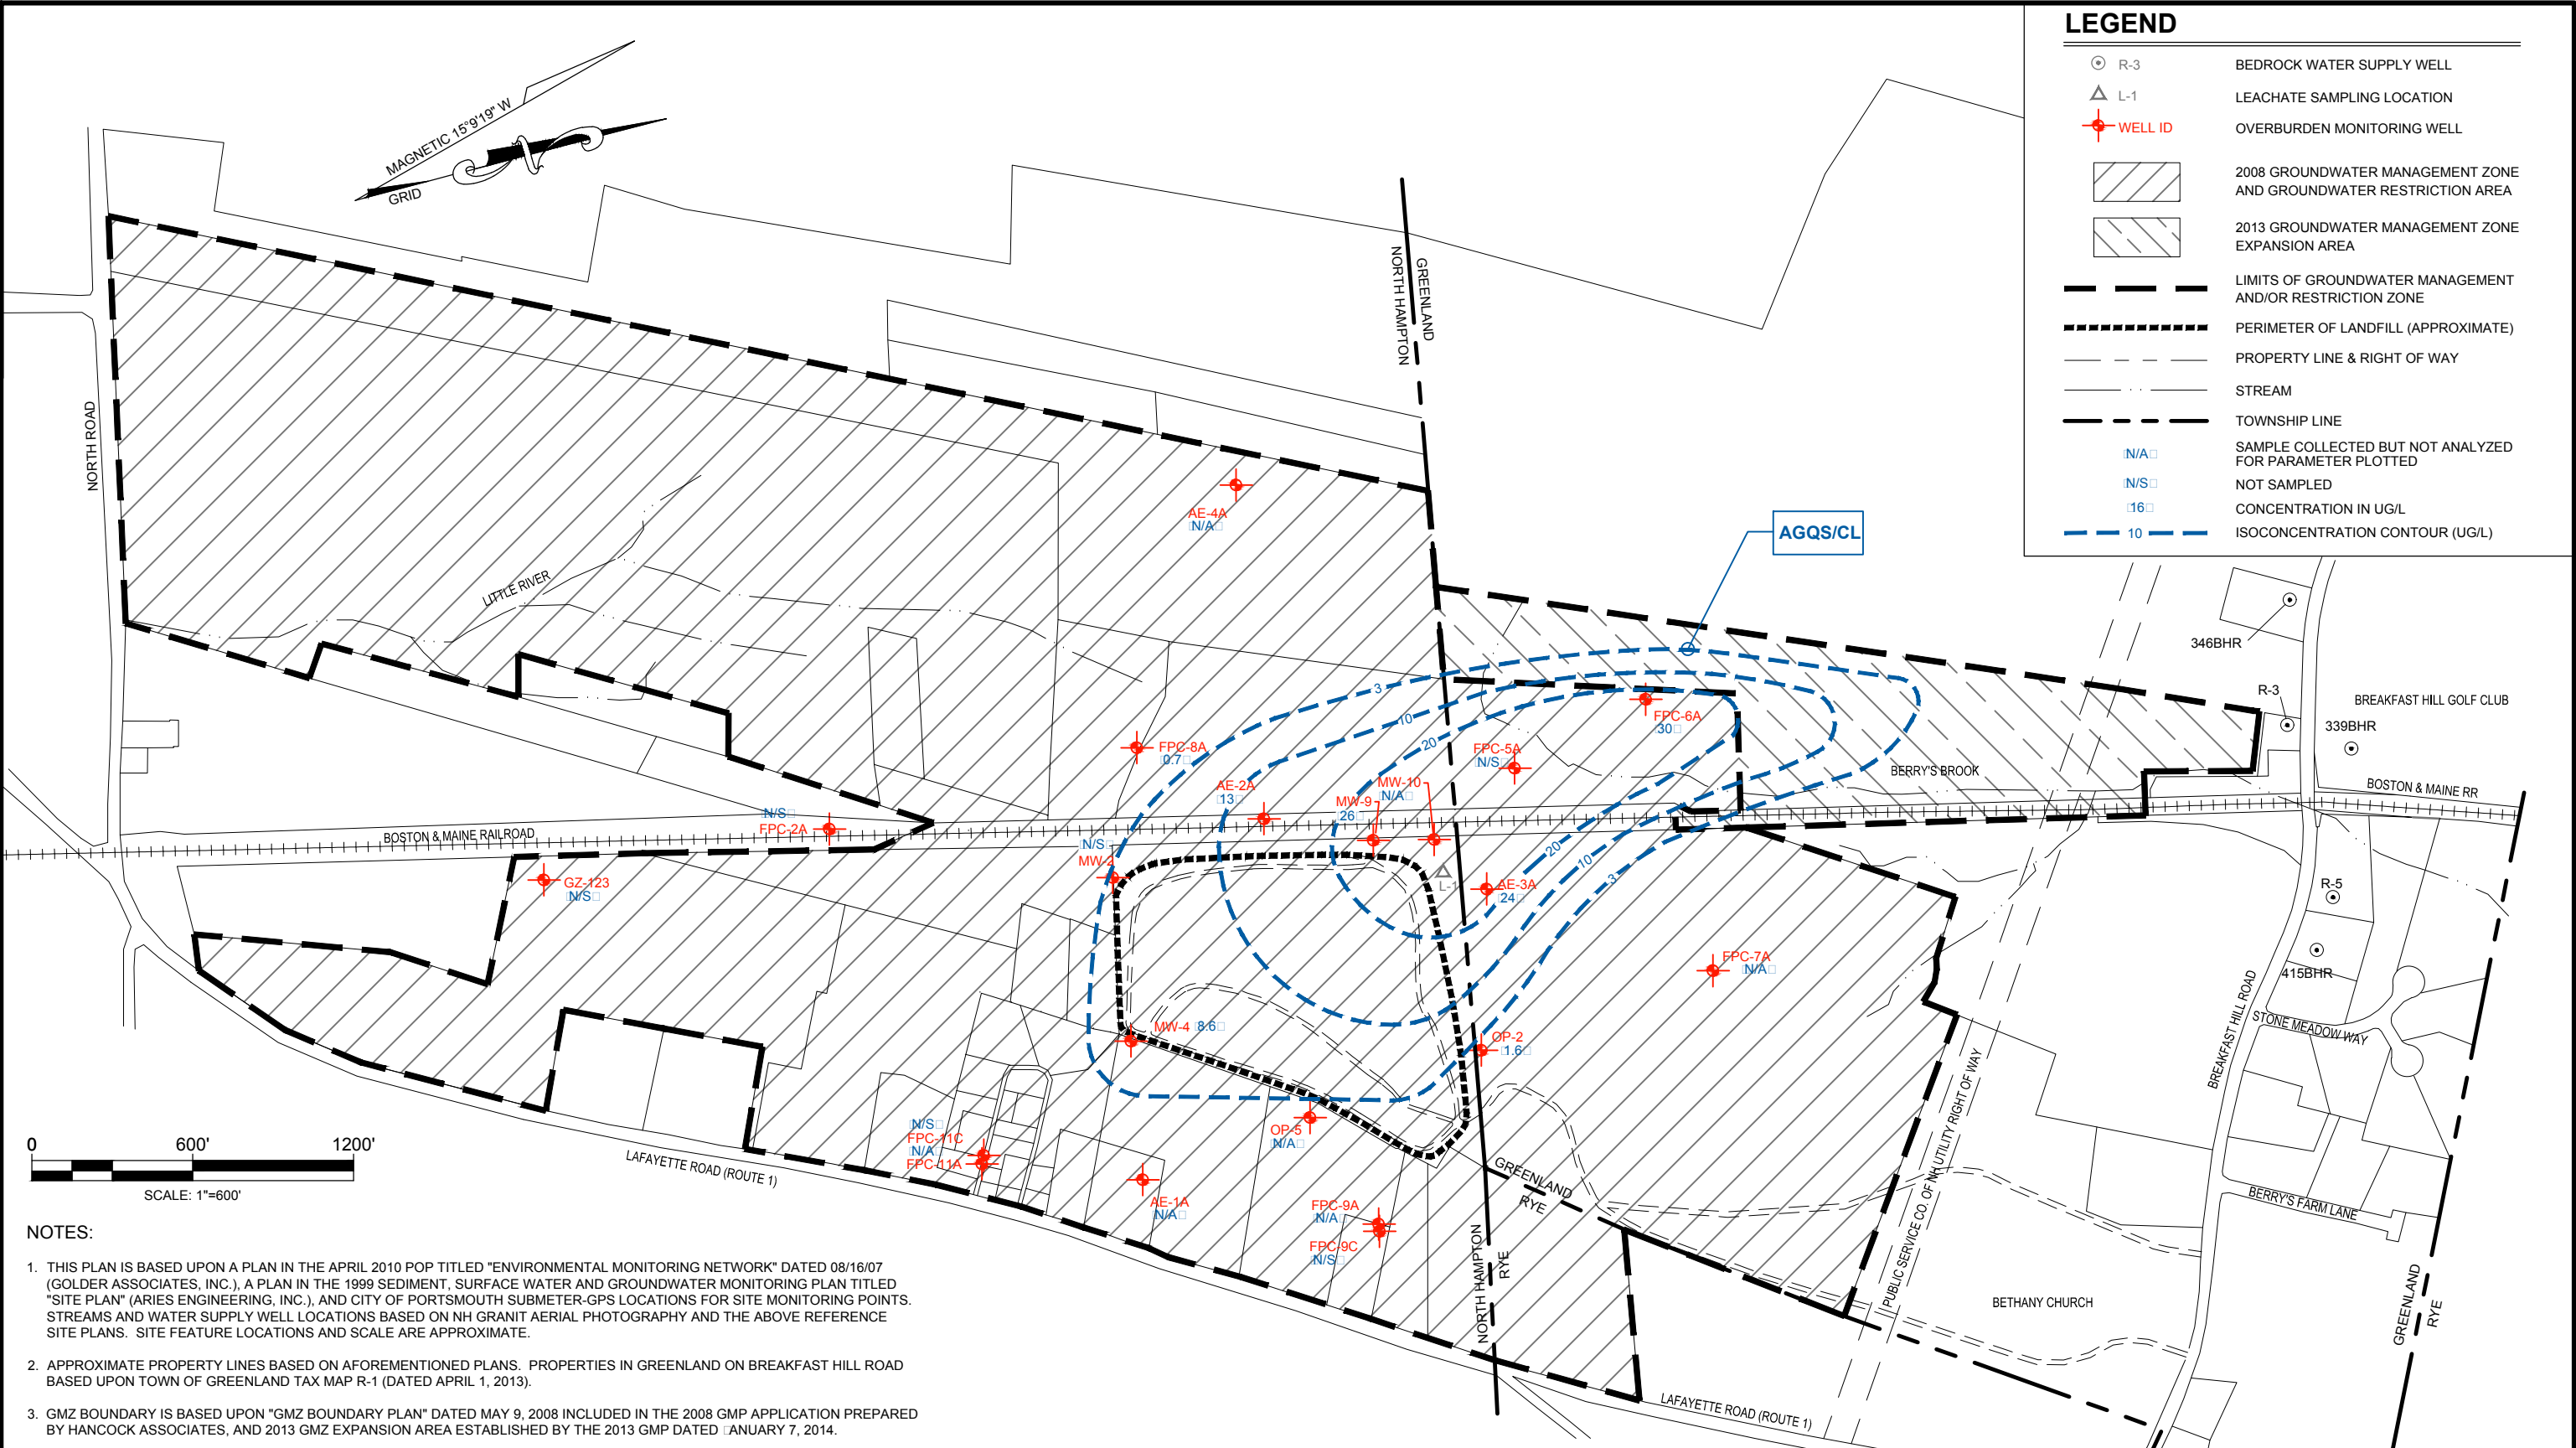 LEGEND
R-3 BEDROCK WATER SUPPLY WELL
L-1 LEACHATE SAMPLING LOCATION
WELL ID OVERBURDEN MONITORING WELL
2008 GROUNDWATER MANAGEMENT ZONE
AND GROUNDWATER RESTRICTION AREA
2013 GROUNDWATER MANAGEMENT ZONE
EXPANSION AREA
LIMITS OF GROUNDWATER MANAGEMENT
AND/OR RESTRICTION ZONE
PERIMETER OF LANDFILL (APPROXIMATE)
PROPERTY LINE & RIGHT OF WAY
STREAM
TOWNSHIP LINE
N/A SAMPLE COLLECTED BUT NOT ANALYZED
FOR PARAMETER PLOTTED
N/S NOT SAMPLED
16 CONCENTRATION IN UG/L
10 ISOCONCENTRATION CONTOUR (UG/L)
MAGNETIC 15°9'19" W
GRID
N
NORTH ROAD
NORTH HAMPTON
GREENLAND
AE-4A
N/A
AGQS/CL
LITTLE RIVER
346BHR
R-3
BREAKFAST HILL GOLF CLUB
339BHR
3
10
20
FPC-6A
30
FPC-8A
0.7
FPC-5A
N/S
BERRY'S BROOK
BOSTON & MAINE RR
AE-2A
13
MW-10
N/A
MW-9
26
N/S
FPC-2A
BOSTON & MAINE RAILROAD
N/S
MW-2
20
10
3
L-1
AE-3A
24
GZ-123
N/S
R-5
415BHR
FPC-7A
N/A
MW-4 8.6
OP-2
1.6
STONE MEADOW WAY
BREAKFAST HILL ROAD
PUBLIC SERVICE CO. OF NH UTILITY RIGHT OF WAY
OP-5
N/A
N/S
FPC-11C
N/A
FPC-11A
AE-1A
N/A
FPC-9A
N/A
FPC-9C
N/S
GREENLAND
RYE
NORTH HAMPTON
RYE
BERRY'S FARM LANE
BETHANY CHURCH
GREENLAND
RYE
LAFAYETTE ROAD (ROUTE 1)
LAFAYETTE ROAD (ROUTE 1)
0 600' 1200'
SCALE: 1"=600'
NOTES:
1. THIS PLAN IS BASED UPON A PLAN IN THE APRIL 2010 POP TITLED "ENVIRONMENTAL MONITORING NETWORK" DATED 08/16/07
(GOLDER ASSOCIATES, INC.), A PLAN IN THE 1999 SEDIMENT, SURFACE WATER AND GROUNDWATER MONITORING PLAN TITLED
"SITE PLAN" (ARIES ENGINEERING, INC.), AND CITY OF PORTSMOUTH SUBMETER-GPS LOCATIONS FOR SITE MONITORING POINTS.
STREAMS AND WATER SUPPLY WELL LOCATIONS BASED ON NH GRANIT AERIAL PHOTOGRAPHY AND THE ABOVE REFERENCE
SITE PLANS. SITE FEATURE LOCATIONS AND SCALE ARE APPROXIMATE.
2. APPROXIMATE PROPERTY LINES BASED ON AFOREMENTIONED PLANS. PROPERTIES IN GREENLAND ON BREAKFAST HILL ROAD
BASED UPON TOWN OF GREENLAND TAX MAP R-1 (DATED APRIL 1, 2013).
3. GMZ BOUNDARY IS BASED UPON "GMZ BOUNDARY PLAN" DATED MAY 9, 2008 INCLUDED IN THE 2008 GMP APPLICATION PREPARED
BY HANCOCK ASSOCIATES, AND 2013 GMZ EXPANSION AREA ESTABLISHED BY THE 2013 GMP DATED □ANUARY 7, 2014.